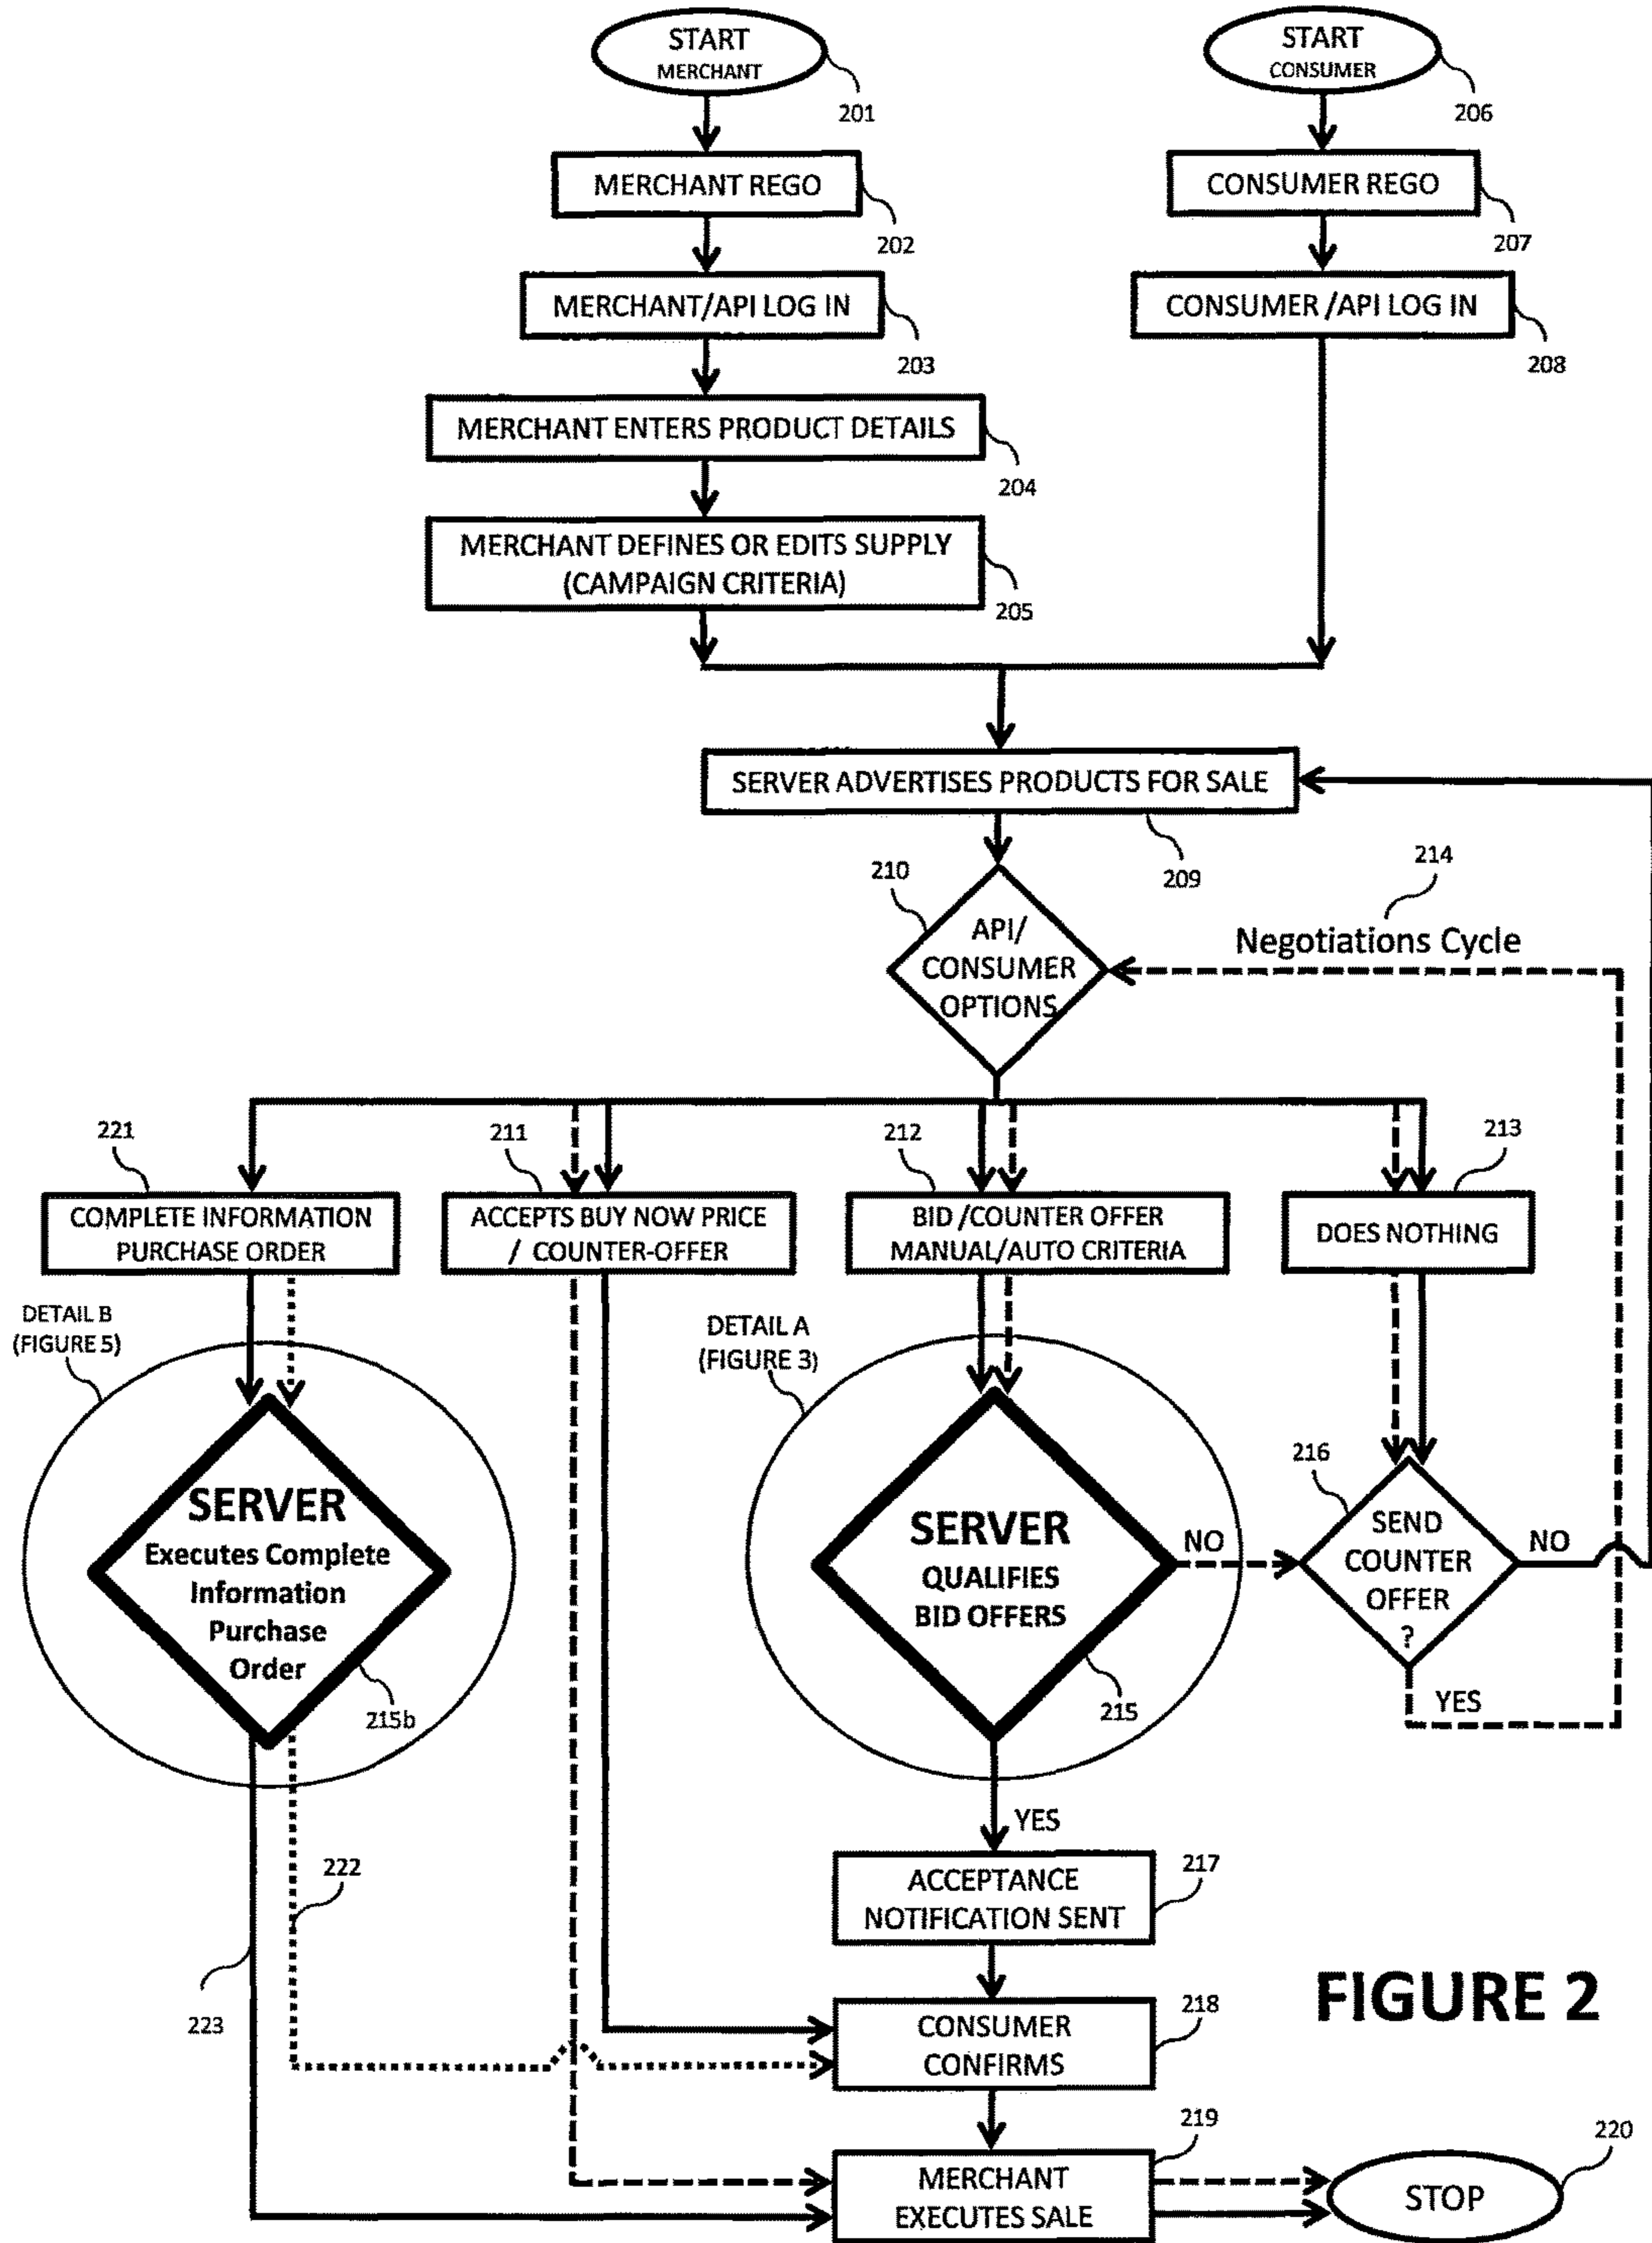 START
MERCHANT
201
START
CONSUMER
206
MERCHANT REGO
202
CONSUMER REGO
207
MERCHANT/API LOG IN
203
CONSUMER /API LOG IN
208
MERCHANT ENTERS PRODUCT DETAILS
204
MERCHANT DEFINES OR EDITS SUPPLY
(CAMPAIGN CRITERIA)
205
SERVER ADVERTISES PRODUCTS FOR SALE
209
210
API/
CONSUMER
OPTIONS
214
Negotiations Cycle
221
COMPLETE INFORMATION
PURCHASE ORDER
211
ACCEPTS BUY NOW PRICE
/ COUNTER-OFFER
212
BID /COUNTER OFFER
MANUAL/AUTO CRITERIA
213
DOES NOTHING
DETAIL B
(FIGURE 5)
SERVER
Executes Complete
Information
Purchase
Order
215b
DETAIL A
(FIGURE 3)
SERVER
QUALIFIES
BID OFFERS
215
NO
216
SEND
COUNTER
OFFER
?
NO
YES
YES
222
223
ACCEPTANCE
NOTIFICATION SENT
217
CONSUMER
CONFIRMS
218
MERCHANT
EXECUTES SALE
219
STOP
220
FIGURE 2